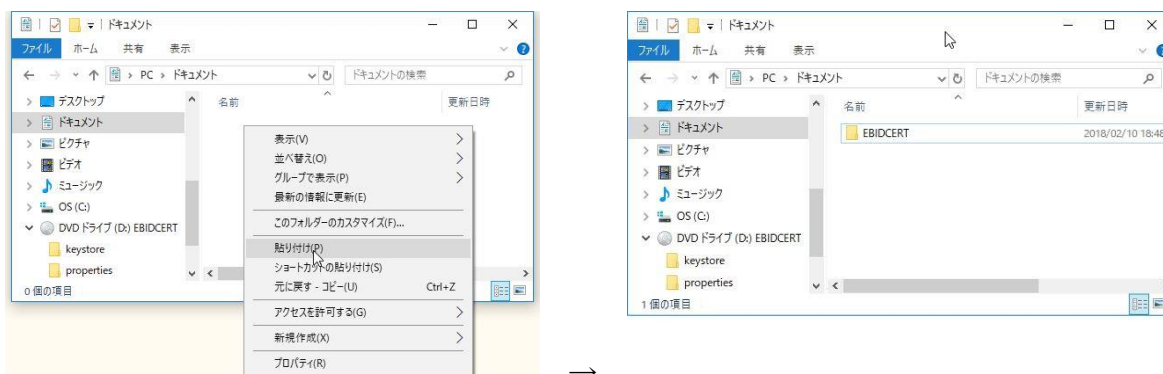 ドキュメント
ファイル ホーム 共有 表示
PC › ドキュメント ドキュメントの検索
デスクトップ
ドキュメント
ピクチャ
ビデオ
ミュージック
OS (C:)
DVD ドライブ (D:) EBIDCERT
keystore
properties
名前 更新日時
0 個の項目
表示(V)
並べ替え(O)
グループで表示(P)
最新の情報に更新(E)
このフォルダーのカスタマイズ(F)...
貼り付け(P)
ショートカットの貼り付け(S)
元に戻す - コピー(U) Ctrl+Z
アクセスを許可する(G)
新規作成(X)
プロパティ(R)
→
ドキュメント
ファイル ホーム 共有 表示
PC › ドキュメント ドキュメントの検索
デスクトップ
ドキュメント
ピクチャ
ビデオ
ミュージック
OS (C:)
DVD ドライブ (D:) EBIDCERT
keystore
properties
名前 更新日時
EBIDCERT 2018/02/10 18:48
1 個の項目